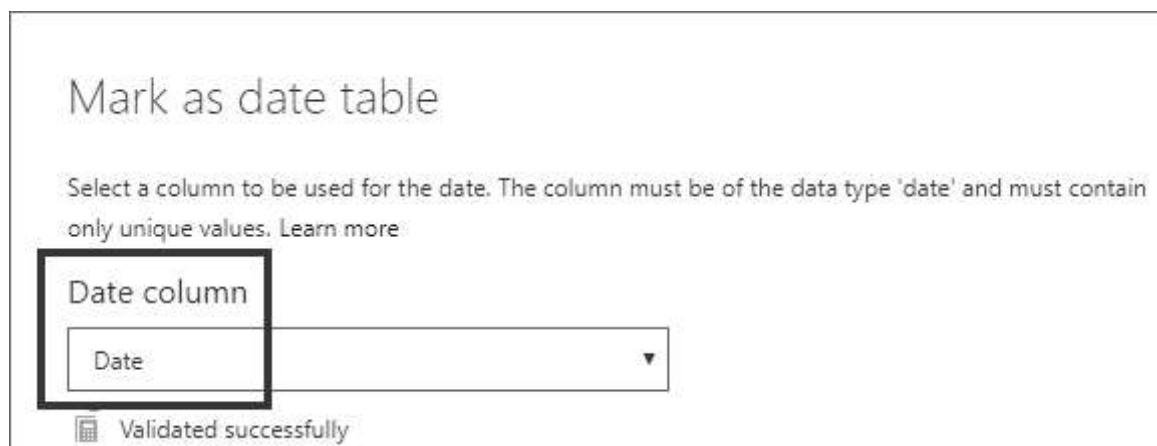 Mark as date table
Select a column to be used for the date. The column must be of the data type 'date' and must contain
only unique values. Learn more
Date column
Date
Validated successfully